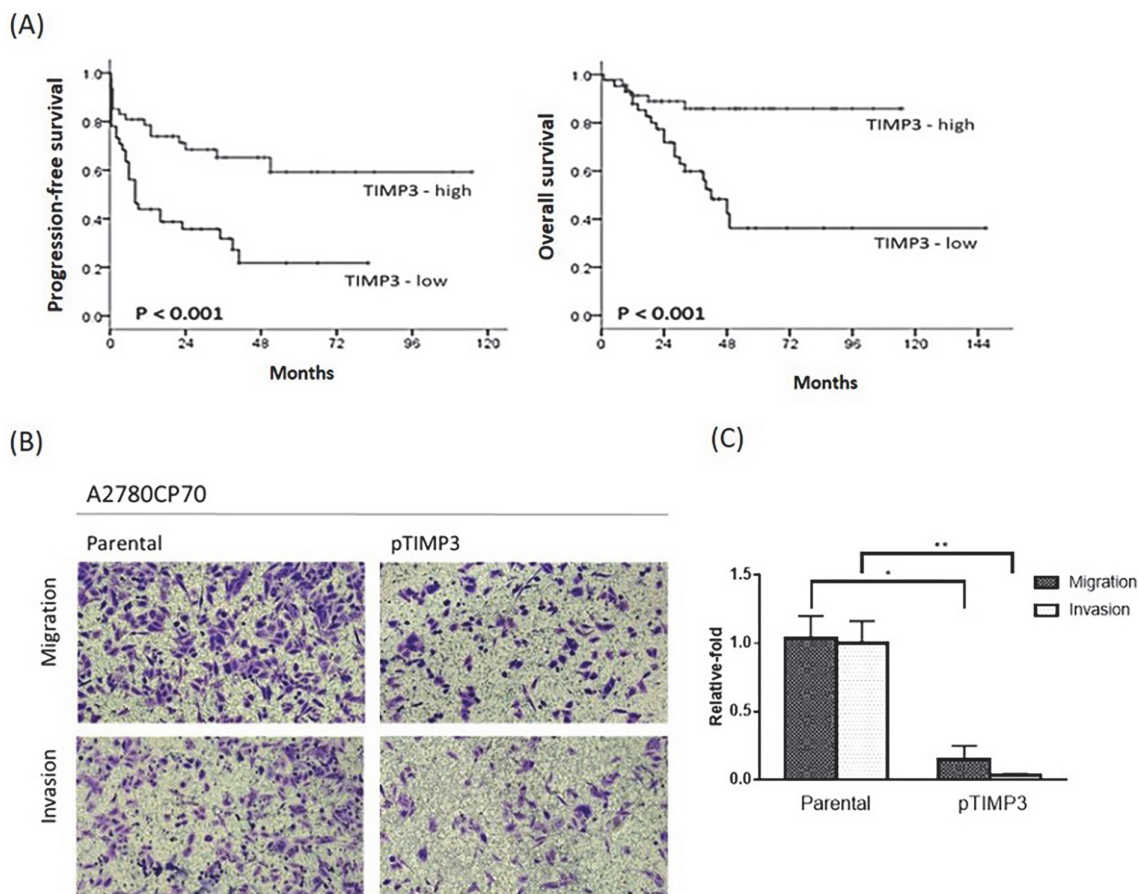 (A)
Progression-free survival
1.0
0.8
0.6
0.4
0.2
0.0
TIMP3 - high
TIMP3 - low
P < 0.001
0 24 48 72 96 120
Months
Overall survival
1.0
0.8
0.6
0.4
0.2
0.0
TIMP3 - high
TIMP3 - low
P < 0.001
0 24 48 72 96 120 144
Months
(B)
A2780CP70
Parental pTIMP3
Migration
Invasion
(C)
Relative-fold
1.5
1.0
0.5
0.0
* **
Migration
Invasion
Parental pTIMP3